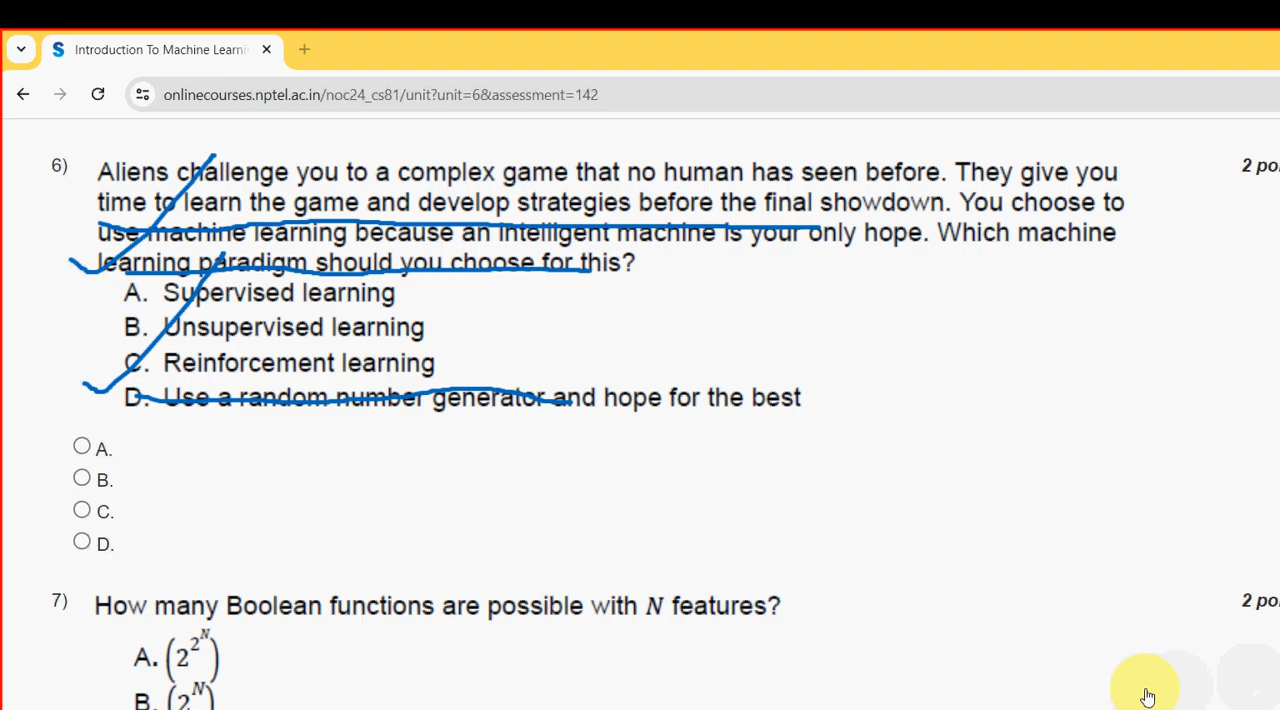 Introduction To Machine Learni
onlinecourses.nptel.ac.in/noc24_cs81/unit?unit=6&assessment=142
6) Aliens challenge you to a complex game that no human has seen before. They give you 2 po
time to learn the game and develop strategies before the final showdown. You choose to
use machine learning because an intelligent machine is your only hope. Which machine
learning paradigm should you choose for this?
A. Supervised learning
B. Unsupervised learning
C. Reinforcement learning
D. Use a random number generator and hope for the best
A.
B.
C.
D.
7) How many Boolean functions are possible with N features? 2 po
A. (2^{2^N})
B. (2^N)